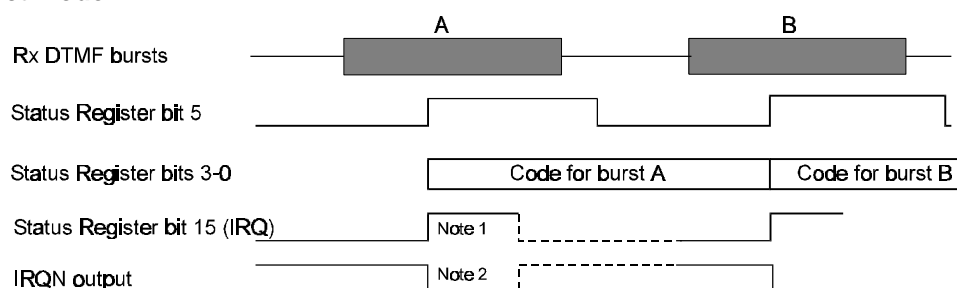 A B
Rx DTMF bursts
Status Register bit 5
Status Register bits 3-0 Code for burst A Code for burst B
Status Register bit 15 (IRQ) Note 1
IRQN output Note 2